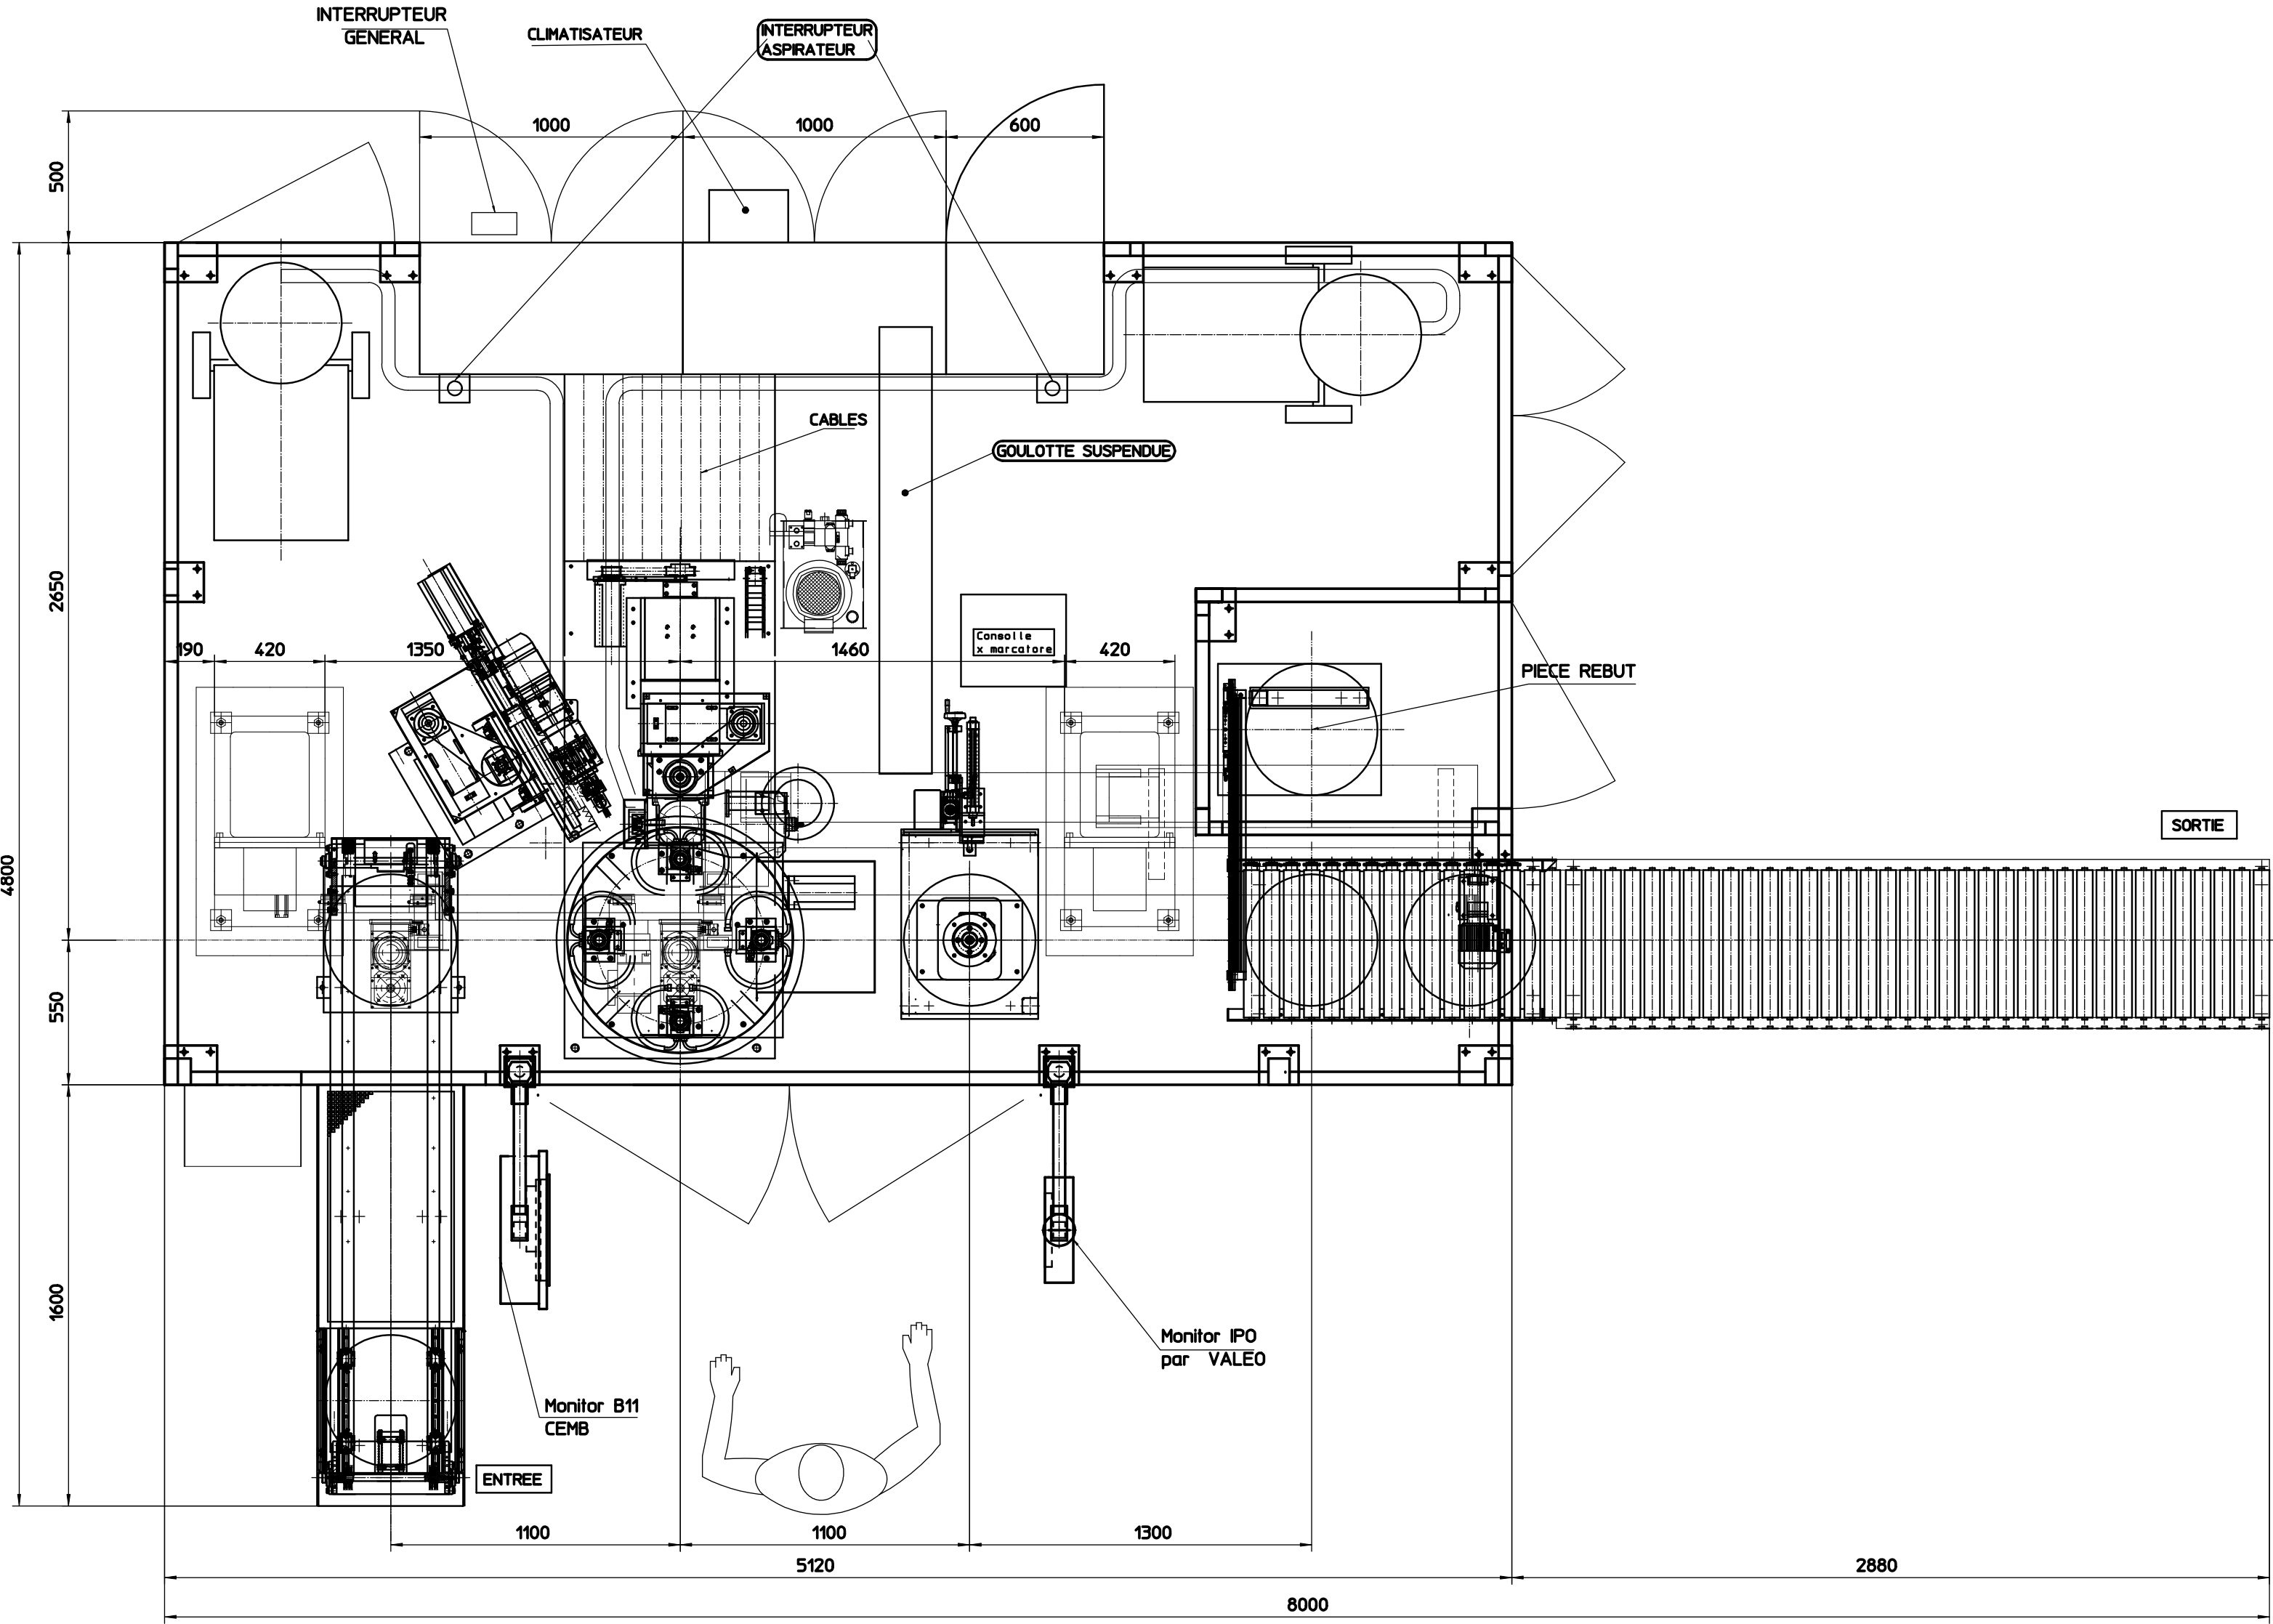 INTERRUPTEUR
GENERAL
CLIMATISATEUR
INTERRUPTEUR
ASPIRATEUR
1000
1000
600
500
CABLES
GOULOTTE SUSPENDUE
2650
190
420
1350
1460
420
Consolle
x marcatore
PIECE REBUT
SORTIE
4800
550
1600
Monitor IPO
par VALEO
Monitor B11
CEMB
ENTREE
1100
1100
1300
5120
2880
8000